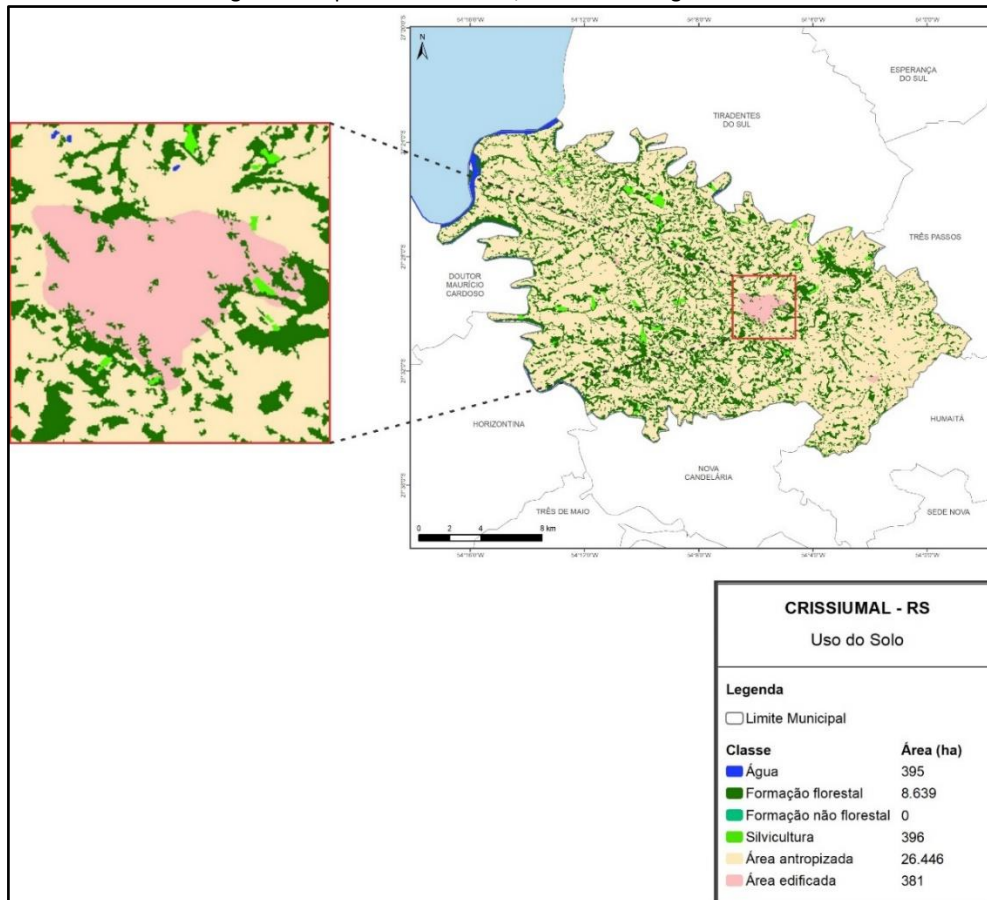 N
ESPERANÇA
DO SUL
TIRADENTES
DO SUL
TRÊS PASSOS
DOUTOR
MAURÍCIO
CARDOSO
HORIZONTINA
HUMAITÁ
NOVA
CANDELÁRIA
TRÊS DE MAIO
SEDE NOVA
0 2 4 8 km
CRISSIUMAL - RS
Uso do Solo
Legenda
Limite Municipal
Classe Área (ha)
Água 395
Formação florestal 8.639
Formação não florestal 0
Silvicultura 396
Área antropizada 26.446
Área edificada 381